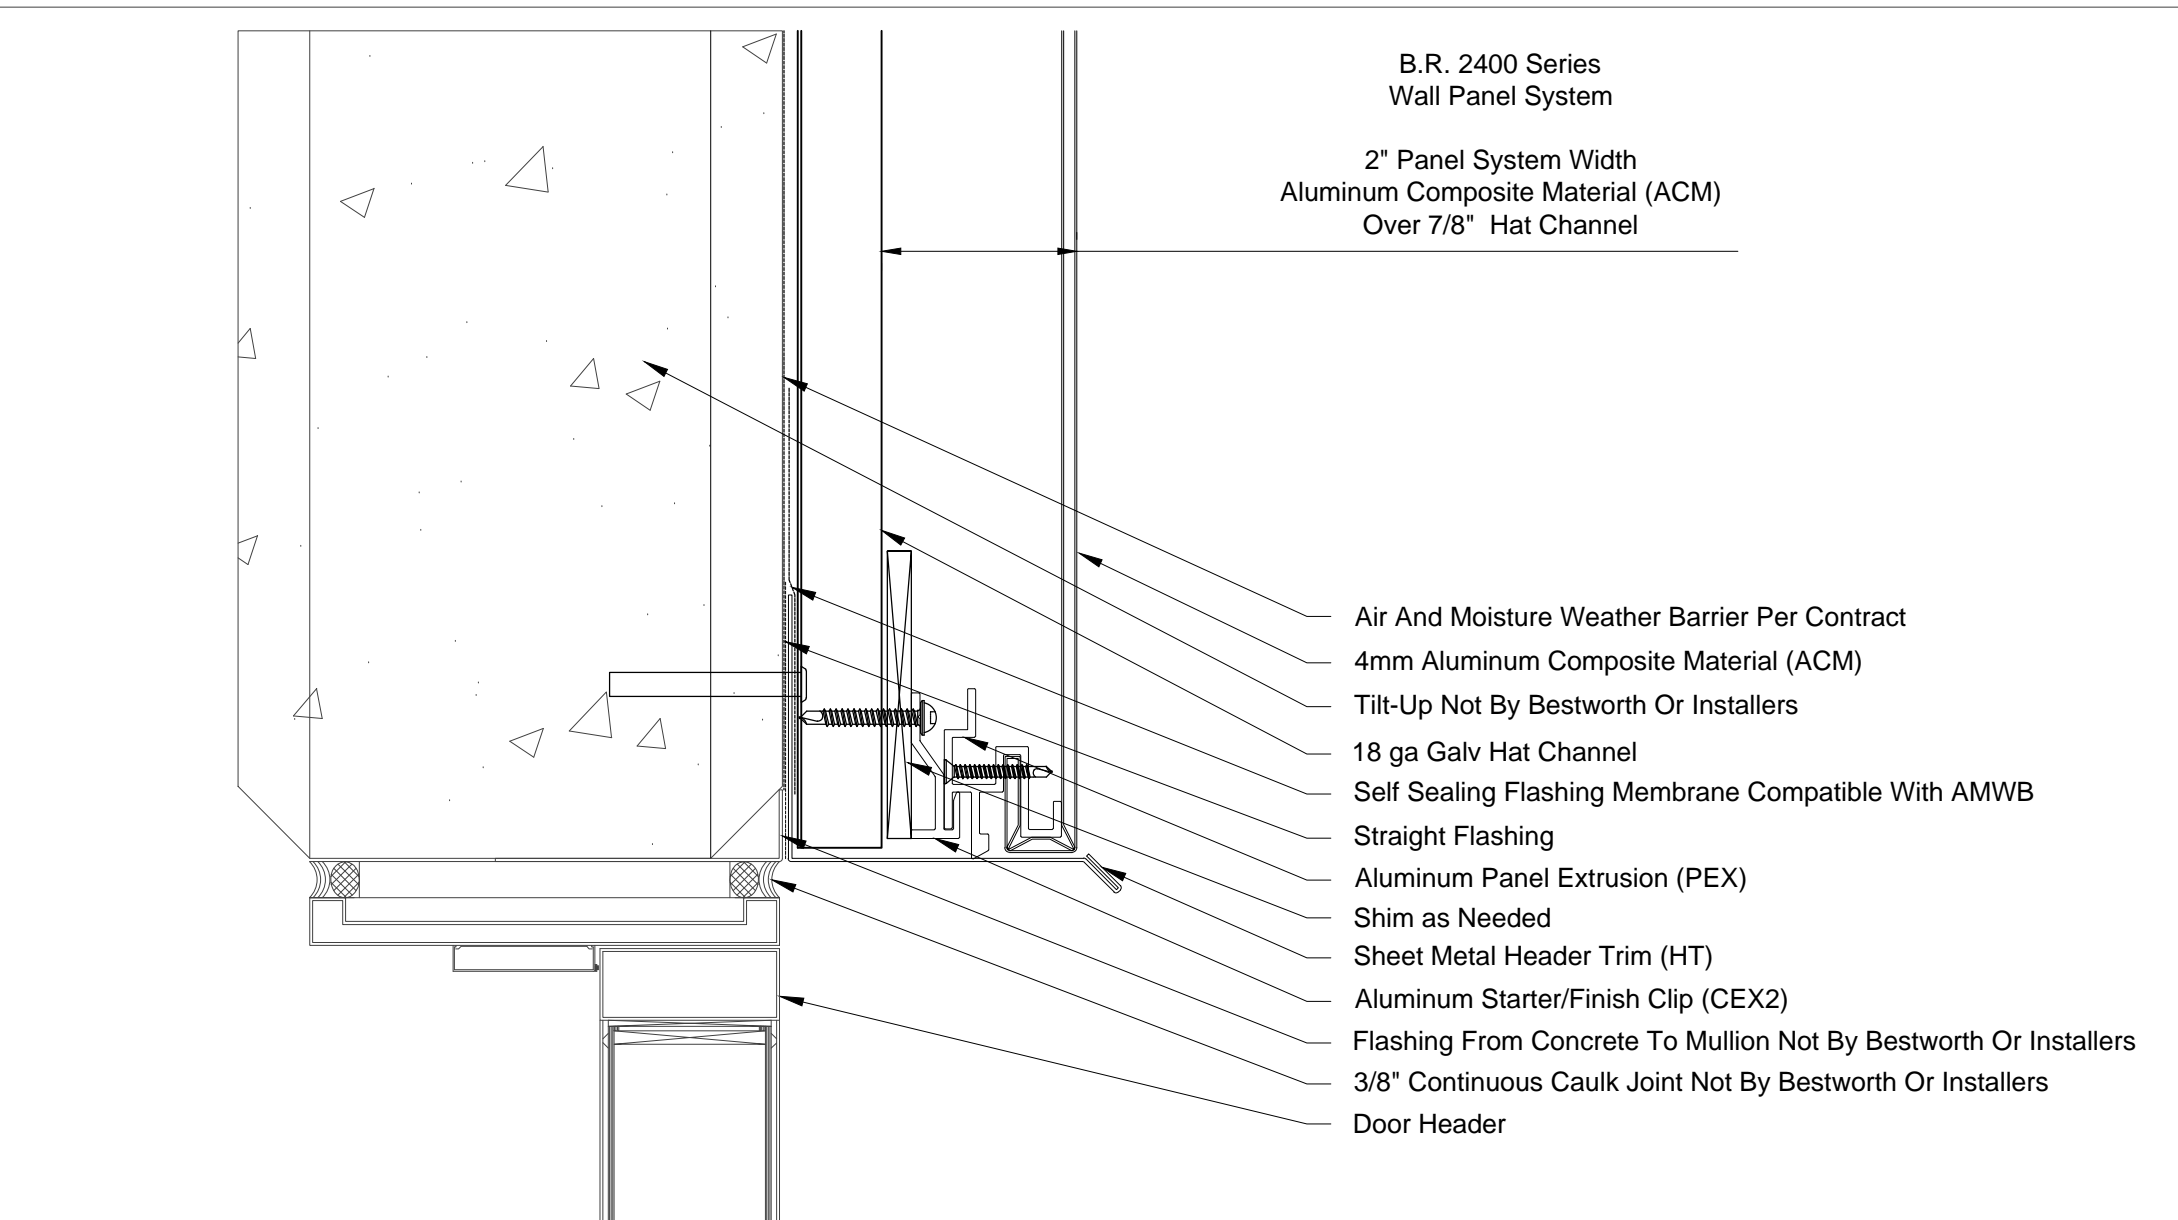 B.R. 2400 Series
Wall Panel System
2" Panel System Width
Aluminum Composite Material (ACM)
Over 7/8" Hat Channel
Air And Moisture Weather Barrier Per Contract
4mm Aluminum Composite Material (ACM)
Tilt-Up Not By Bestworth Or Installers
18 ga Galv Hat Channel
Self Sealing Flashing Membrane Compatible With AMWB
Straight Flashing
Aluminum Panel Extrusion (PEX)
Shim as Needed
Sheet Metal Header Trim (HT)
Aluminum Starter/Finish Clip (CEX2)
Flashing From Concrete To Mullion Not By Bestworth Or Installers
3/8" Continuous Caulk Joint Not By Bestworth Or Installers
Door Header